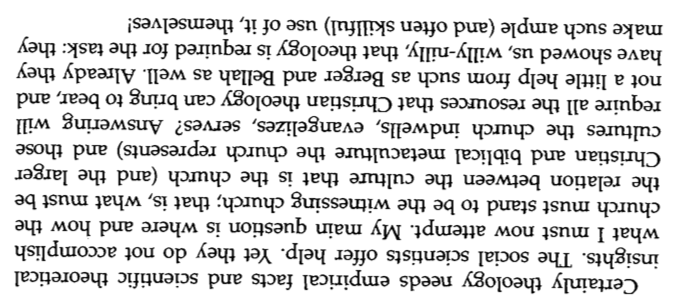 Certainly theology needs empirical facts and scientific theoretical
insights. The social scientists offer help. Yet they do not accomplish
what I must now attempt. My main question is where and how the
church must stand to be the witnessing church; that is, what must be
the relation between the culture that is the church (and the larger
Christian and biblical metaculture the church represents) and those
cultures the church indwells, evangelizes, serves? Answering will
require all the resources that Christian theology can bring to bear, and
not a little help from such as Berger and Bellah as well. Already they
have showed us, willy-nilly, that theology is required for the task: they
make such ample (and often skillful) use of it, themselves!